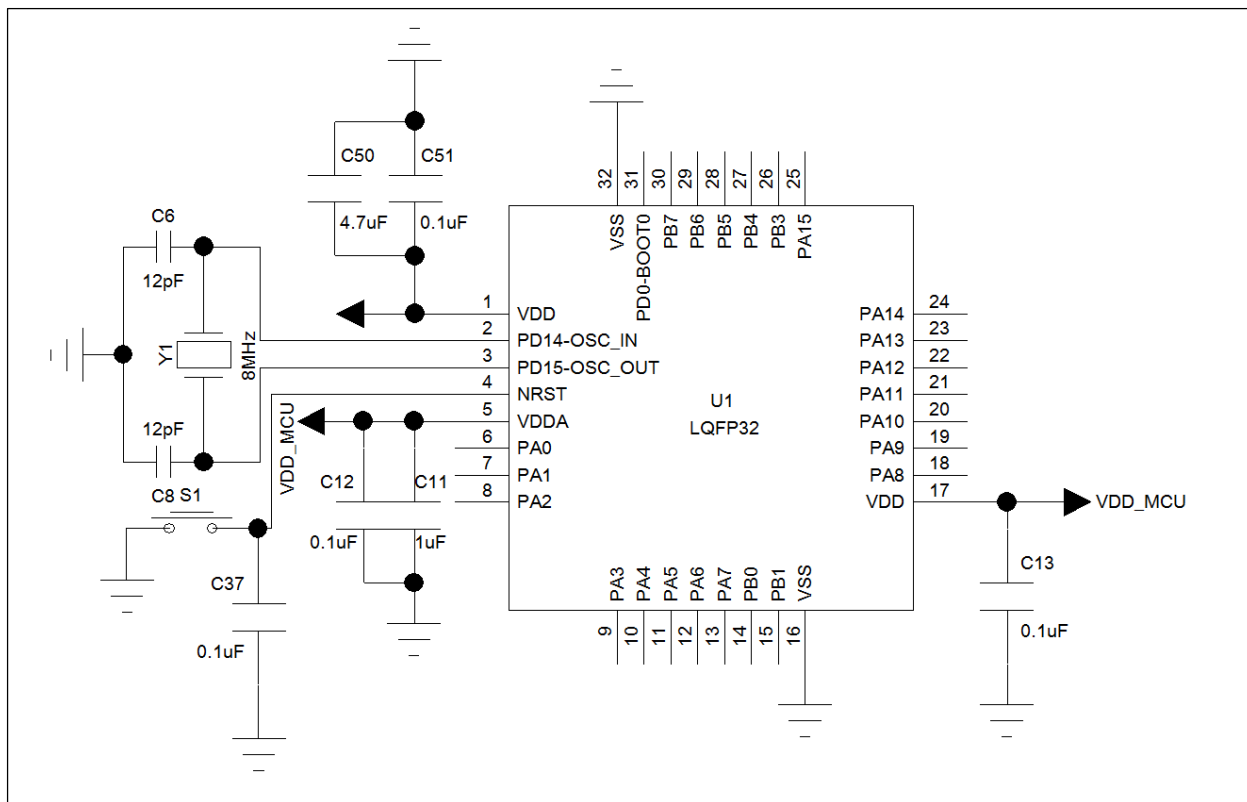 C50
C51
4.7uF
0.1uF
C6
12pF
Y1
8MHz
12pF
C8
S1
C37
0.1uF
VDD_MCU
C12
C11
0.1uF
1uF
32
31
30
29
28
27
26
25
VSS
PD0-BOOT0
PB7
PB6
PB5
PB4
PB3
PA15
1
VDD
2
PD14-OSC_IN
3
PD15-OSC_OUT
4
NRST
5
VDDA
6
PA0
7
PA1
8
PA2
U1
LQFP32
PA14
24
PA13
23
PA12
22
PA11
21
PA10
20
PA9
19
PA8
18
VDD
17
VDD_MCU
C13
0.1uF
PA3
PA4
PA5
PA6
PA7
PB0
PB1
VSS
9
10
11
12
13
14
15
16